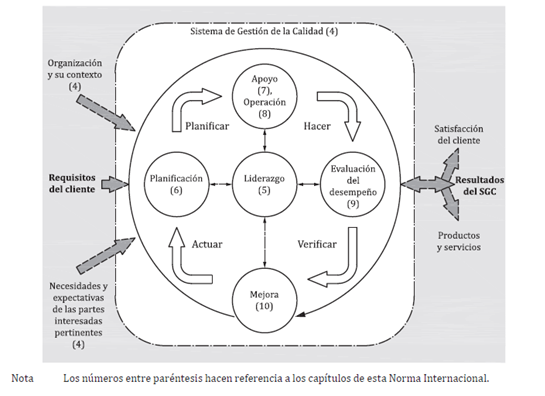 Sistema de Gestión de la Calidad (4)
Organización
y su contexto
(4)
Apoyo
(7),
Operación
(8)
Planificar
Hacer
Satisfacción
del cliente
Requisitos
del cliente
Planificación
(6)
Liderazgo
(5)
Evaluación
del
desempeño
(9)
Resultados
del SGC
Actuar
Verificar
Productos
y servicios
Necesidades y
expectativas
de las partes
interesadas
pertinentes
(4)
Mejora
(10)
Nota Los números entre paréntesis hacen referencia a los capítulos de esta Norma Internacional.